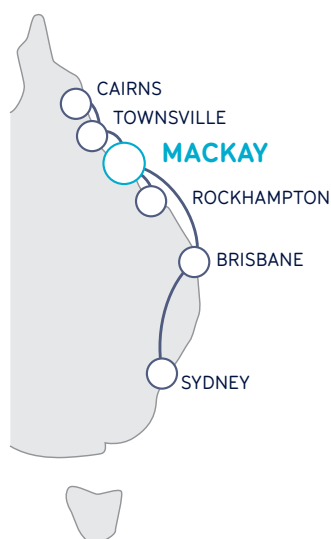 CAIRNS
TOWNSVILLE
MACKAY
ROCKHAMPTON
BRISBANE
SYDNEY